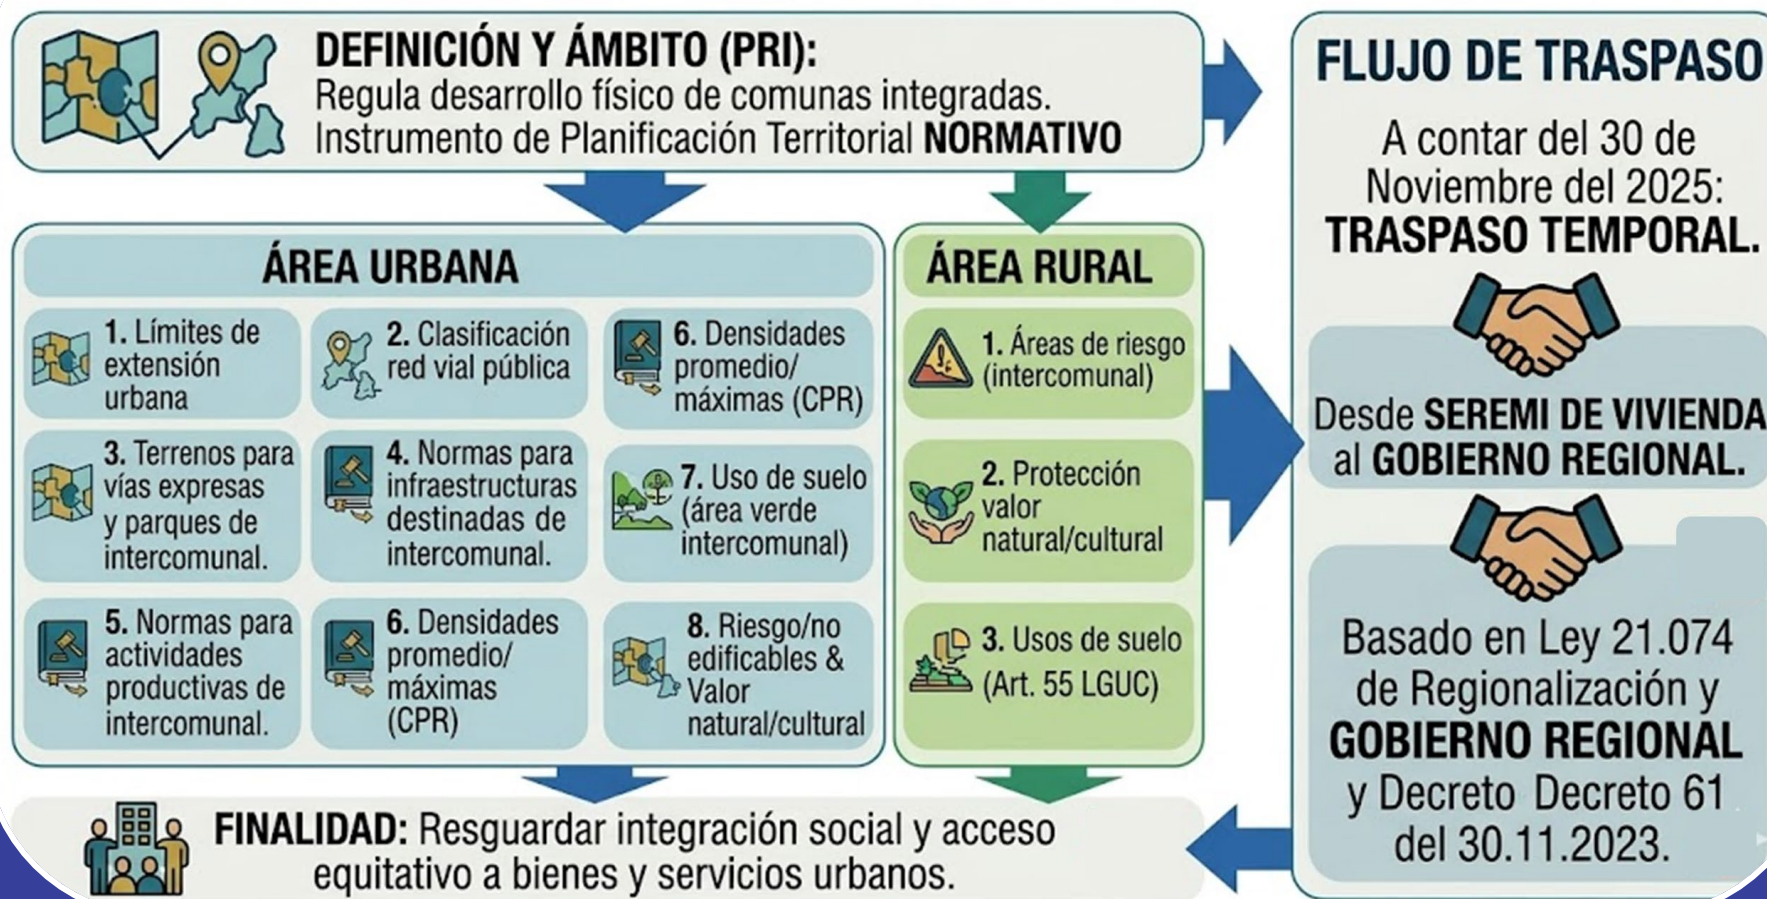 DEFINICIÓN Y ÁMBITO (PRI):
Regula desarrollo físico de comunas integradas.
Instrumento de Planificación Territorial NORMATIVO
ÁREA URBANA
1. Límites de
extensión
urbana
2. Clasificación
red vial pública
6. Densidades
promedio/
máximas (CPR)
3. Terrenos para
vías expresas
y parques de
intercomunal.
4. Normas para
infraestructuras
destinadas de
intercomunal.
7. Uso de suelo
(área verde
intercomunal)
5. Normas para
actividades
productivas de
intercomunal.
6. Densidades
promedio/
máximas
(CPR)
8. Riesgo/no
edificables &
Valor
natural/cultural
ÁREA RURAL
1. Áreas de riesgo
(intercomunal)
2. Protección
valor
natural/cultural
3. Usos de suelo
(Art. 55 LGUC)
FLUJO DE TRASPASO
A contar del 30 de
Noviembre del 2025:
TRASPASO TEMPORAL.
Desde SEREMI DE VIVIENDA
al GOBIERNO REGIONAL.
Basado en Ley 21.074
de Regionalización y
GOBIERNO REGIONAL
y Decreto Decreto 61
del 30.11.2023.
FINALIDAD: Resguardar integración social y acceso
equitativo a bienes y servicios urbanos.